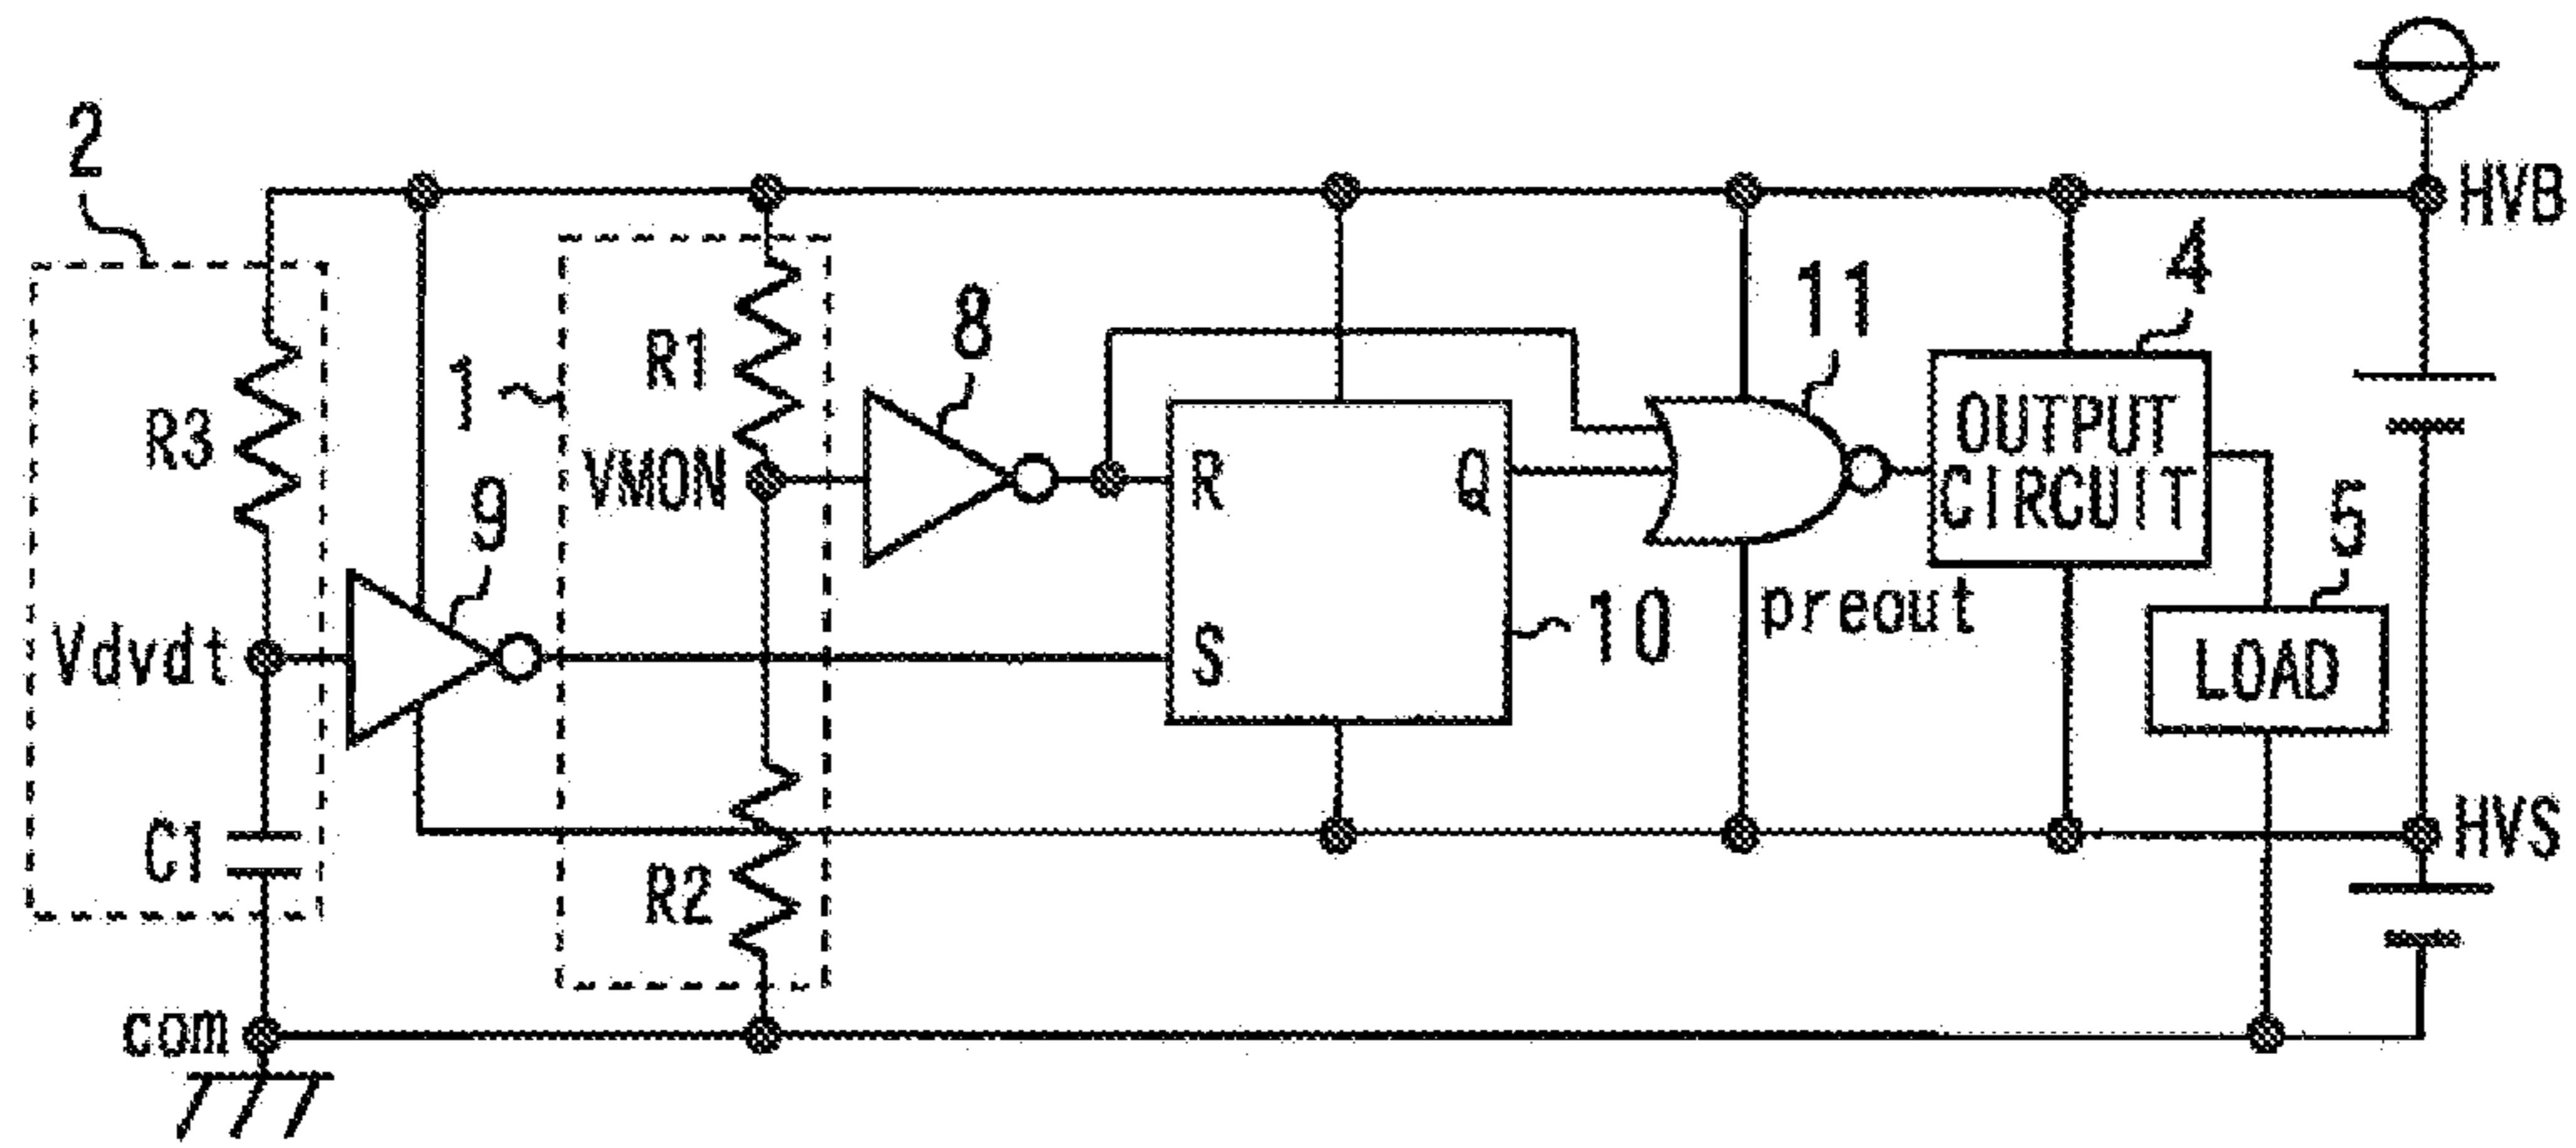 2
HVB
4
11
8
1
R1
R3
OUTPUT
CIRCUIT
VMON
R
Q
9
5
10
preout
Vdvdt
S
LOAD
HVS
C1
R2
com